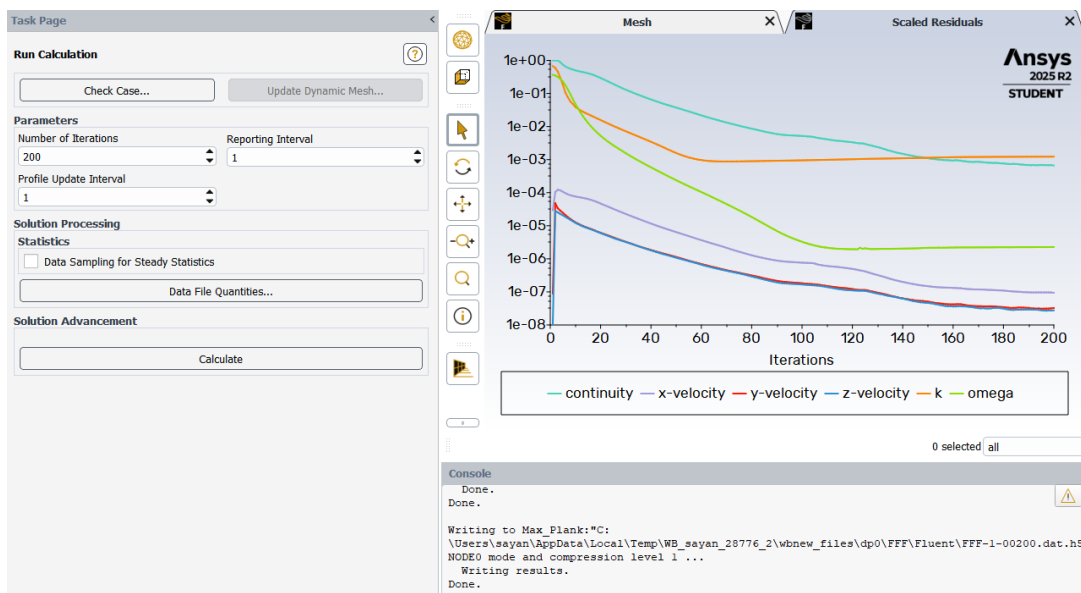 Task Page
<
Run Calculation
?
Check Case...
Update Dynamic Mesh...
Parameters
Number of Iterations
Reporting Interval
200
1
Profile Update Interval
1
Solution Processing
Statistics
Data Sampling for Steady Statistics
Data File Quantities...
Solution Advancement
Calculate
Mesh
Scaled Residuals
Ansys
2025 R2
STUDENT
1e+00
1e-01
1e-02
1e-03
1e-04
1e-05
1e-06
1e-07
1e-08
0 20 40 60 80 100 120 140 160 180 200
Iterations
continuity x-velocity y-velocity z-velocity k omega
0 selected all
Console
Done.
Done.
Writing to Max_Plank:"C:
\Users\sayan\AppData\Local\Temp\WB_sayan_28776_2\wbnew_files\dp0\FFF\Fluent\FFF-1-00200.dat.h5
NODE0 mode and compression level 1 ...
Writing results.
Done.